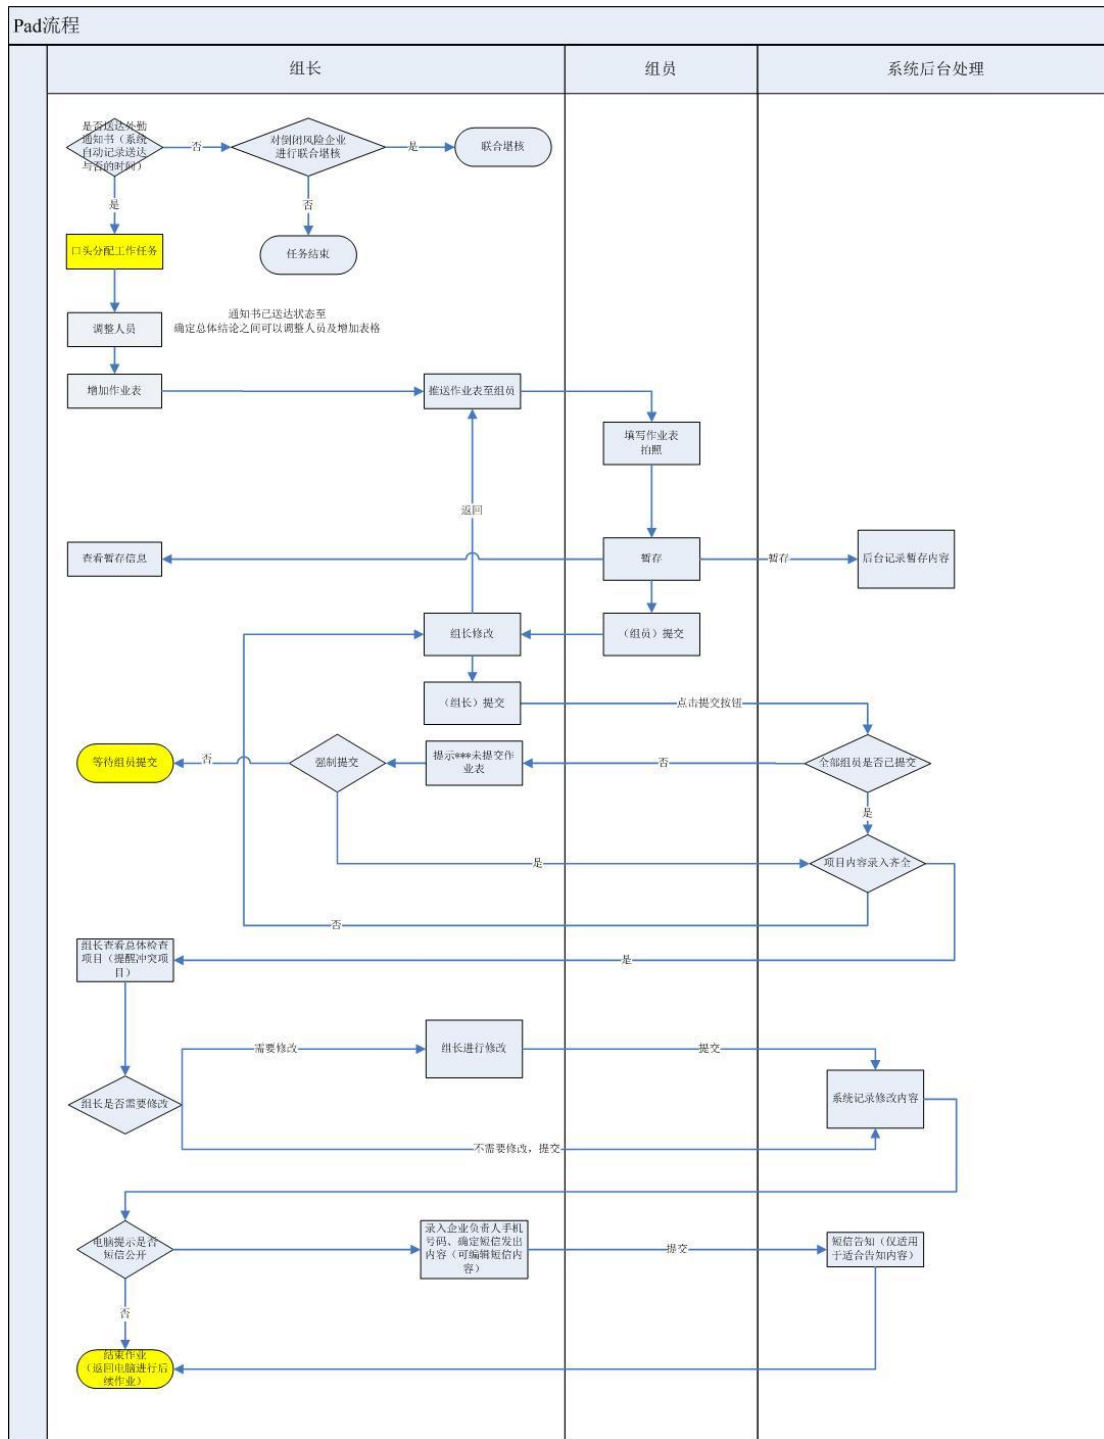 Pad流程
组长
组员
系统后台处理
是否送达外勤
通知书（系统
自动记录送达
与否的时间）
否
对倒闭风险企业
进行联合堪核
是
联合堪核
是
否
口头分配工作任务
任务结束
调整人员
通知书已送达状态至
确定总体结论之间可以调整人员及增加表格
增加作业表
推送作业表至组员
填写作业表
拍照
返回
查看暂存信息
暂存
暂存
后台记录暂存内容
组长修改
（组员）提交
（组长）提交
点击提交按钮
等待组员提交
否
强制提交
提示***未提交作
业表
否
全部组员是否已提交
是
是
项目内容录入齐全
否
组长查看总体检查
项目（提醒冲突项
目）
是
需要修改
组长进行修改
提交
组长是否需要修改
系统记录修改内容
不需要修改，提交
电脑提示是否
短信公开
录入企业负责人手机
号码、确定短信发出
内容（可编辑短信内
容）
提交
短信告知（仅适用
于适合告知内容）
否
结束作业
（返回电脑进行后
续作业）